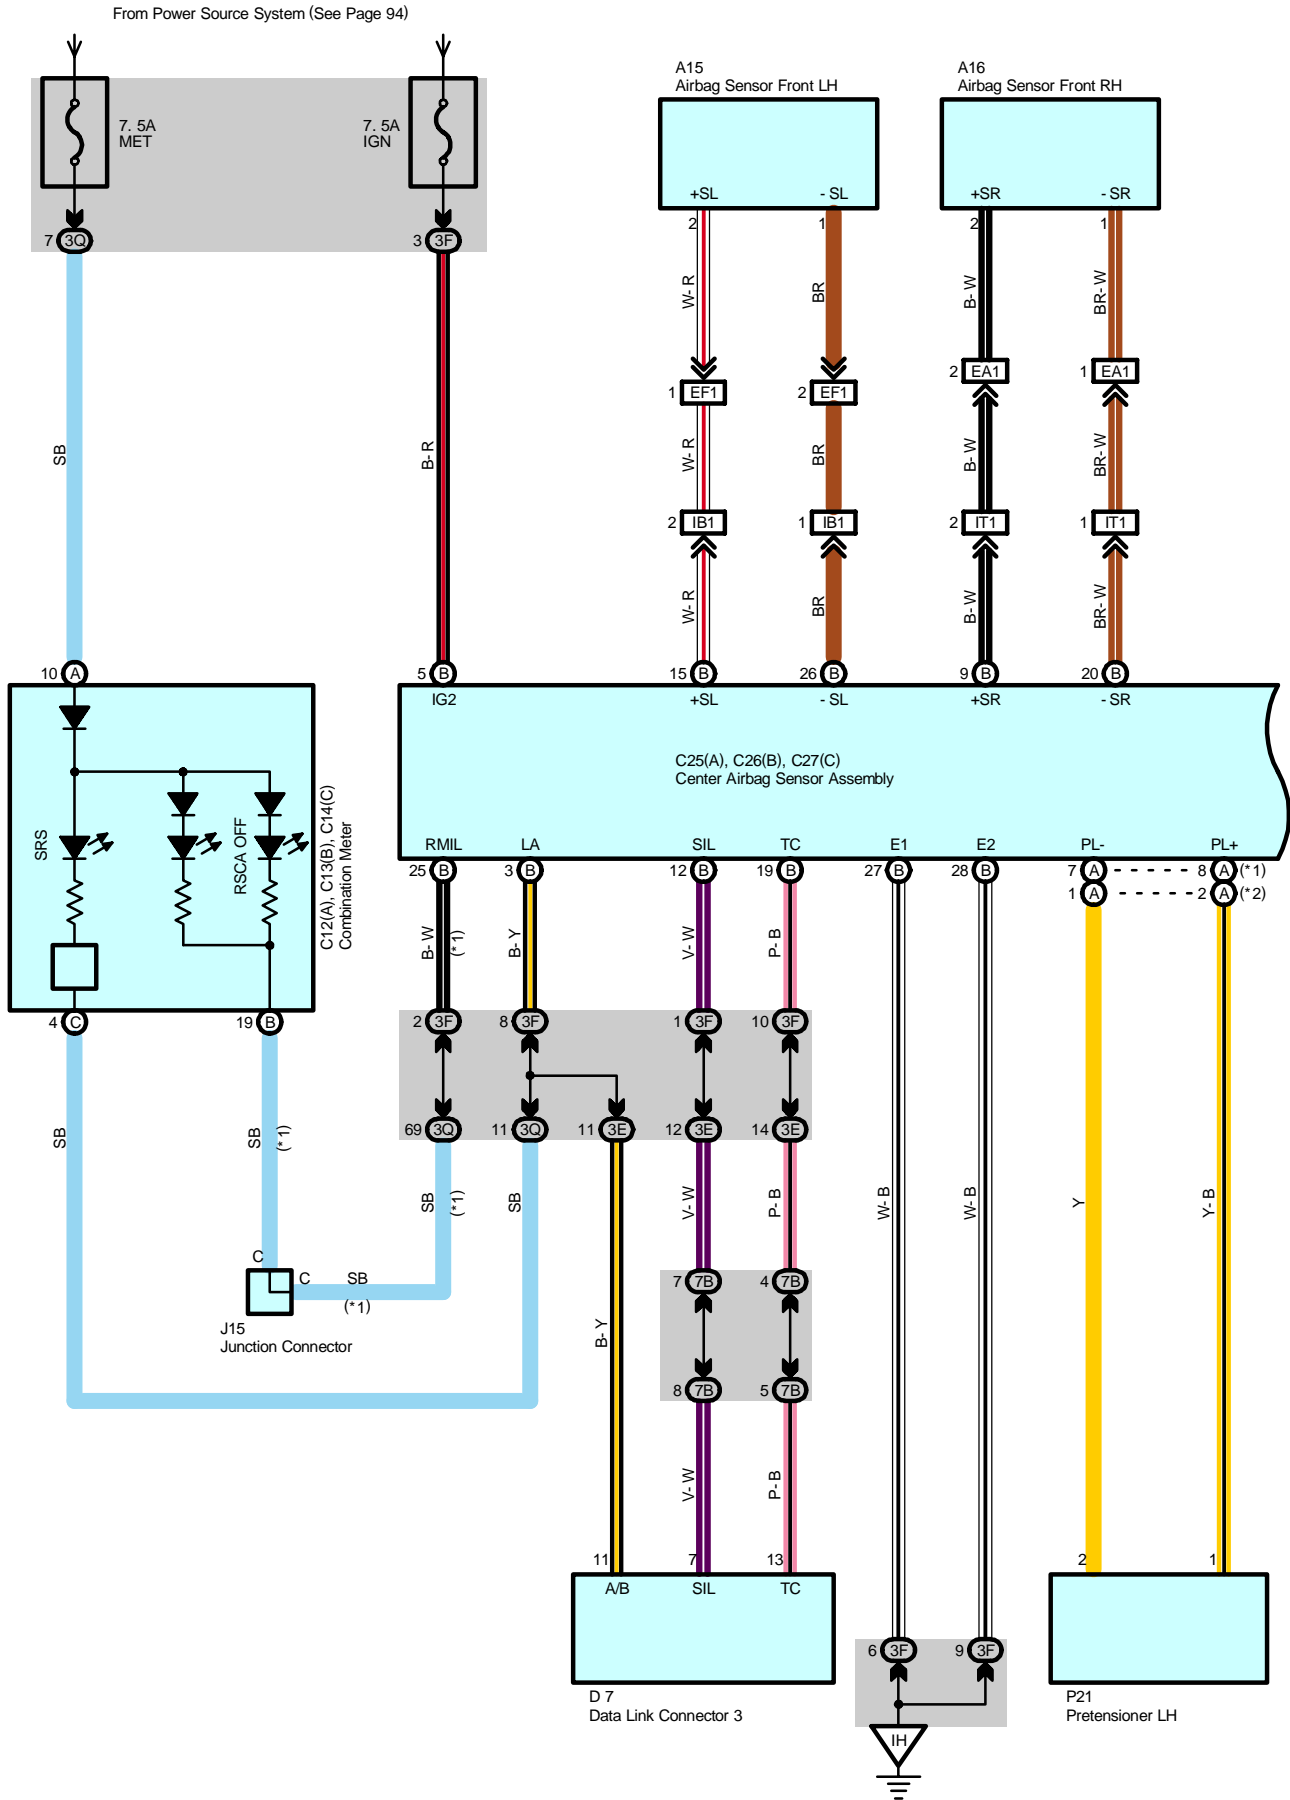 From Power Source System (See Page 94)
7. 5A
MET
7. 5A
IGN
7 3Q
3 3F
A15
Airbag Sensor Front LH
+SL
- SL
2
1
A16
Airbag Sensor Front RH
+SR
- SR
2
1
W- R
BR
B- W
BR- W
1 EF1
2 EF1
2 EA1
1 EA1
SB
B- R
W- R
BR
B- W
BR- W
2 IB1
1 IB1
2 IT1
1 IT1
W- R
BR
B- W
BR- W
10 A
5 B
15 B
26 B
9 B
20 B
IG2
+SL
- SL
+SR
- SR
C25(A), C26(B), C27(C)
Center Airbag Sensor Assembly
SRS
RSCA OFF
C12(A), C13(B), C14(C)
Combination Meter
RMIL
LA
SIL
TC
E1
E2
PL-
PL+
25 B
3 B
12 B
19 B
27 B
28 B
7 A
8 A (*1)
1 A
2 A (*2)
B- W
(*1)
B- Y
V- W
P- B
4 C
19 B
2 3F
8 3F
1 3F
10 3F
69 3Q
11 3Q
11 3E
12 3E
14 3E
SB
SB
(*1)
SB
(*1)
SB
V- W
P- B
W- B
W- B
Y
Y- B
C
C
SB
(*1)
J15
Junction Connector
7 7B
4 7B
8 7B
5 7B
B- Y
V- W
P- B
11
7
13
A/B
SIL
TC
D 7
Data Link Connector 3
6 3F
9 3F
IH
2
1
P21
Pretensioner LH